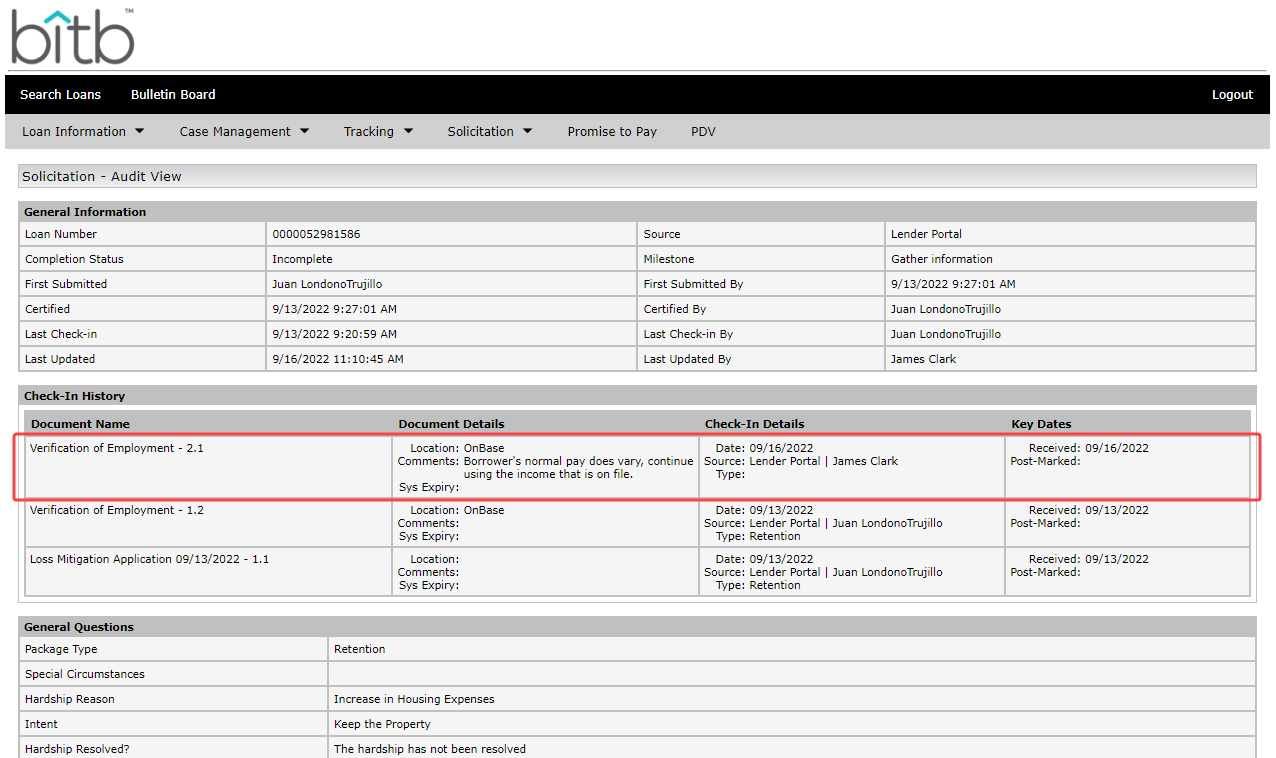 bitb™
Search Loans Bulletin Board Logout
Loan Information Case Management Tracking Solicitation Promise to Pay PDV
Solicitation - Audit View
General Information
Loan Number 0000052981586 Source Lender Portal
Completion Status Incomplete Milestone Gather information
First Submitted Juan LondonoTrujillo First Submitted By 9/13/2022 9:27:01 AM
Certified 9/13/2022 9:27:01 AM Certified By Juan LondonoTrujillo
Last Check-in 9/13/2022 9:20:59 AM Last Check-in By Juan LondonoTrujillo
Last Updated 9/16/2022 11:10:45 AM Last Updated By James Clark
Check-In History
Document Name Document Details Check-In Details Key Dates
Verification of Employment - 2.1 Location: OnBase Date: 09/16/2022 Received: 09/16/2022
Comments: Borrower's normal pay does vary, continue Source: Lender Portal | James Clark Post-Marked:
using the income that is on file. Type:
Sys Expiry:
Verification of Employment - 1.2 Location: OnBase Date: 09/13/2022 Received: 09/13/2022
Comments: Source: Lender Portal | Juan LondonoTrujillo Post-Marked:
Sys Expiry: Type: Retention
Loss Mitigation Application 09/13/2022 - 1.1 Location: Date: 09/13/2022 Received: 09/13/2022
Comments: Source: Lender Portal | Juan LondonoTrujillo Post-Marked:
Sys Expiry: Type: Retention
General Questions
Package Type Retention
Special Circumstances
Hardship Reason Increase in Housing Expenses
Intent Keep the Property
Hardship Resolved? The hardship has not been resolved